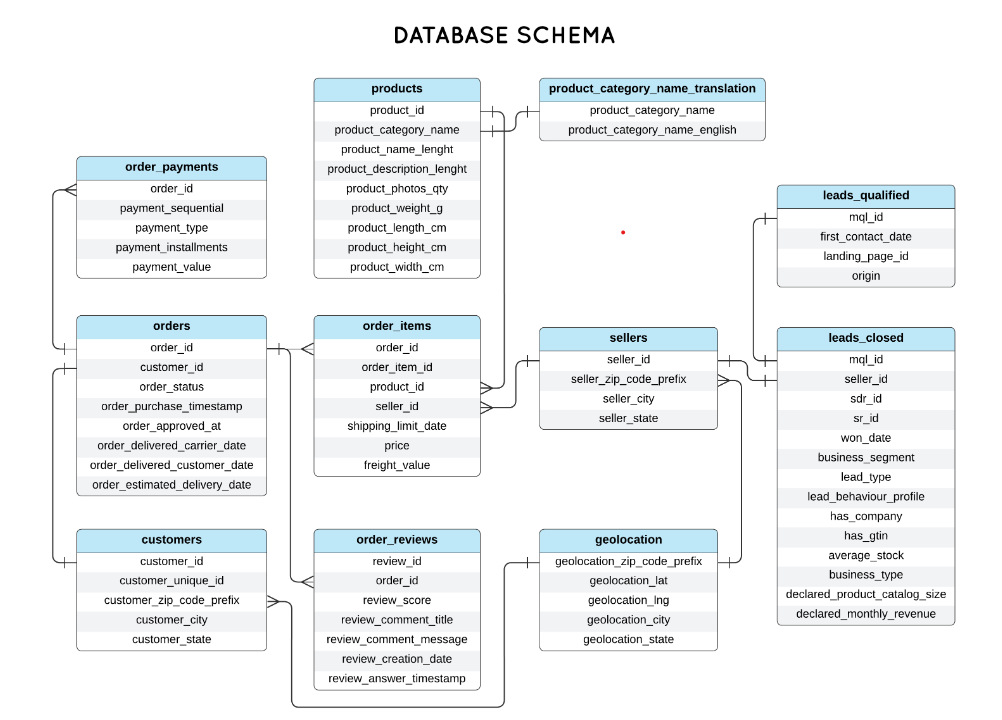 DATABASE SCHEMA
products
product_id
product_category_name
product_name_lenght
product_description_lenght
product_photos_qty
product_weight_g
product_length_cm
product_height_cm
product_width_cm
product_category_name_translation
product_category_name
product_category_name_english
order_payments
order_id
payment_sequential
payment_type
payment_installments
payment_value
leads_qualified
mql_id
first_contact_date
landing_page_id
origin
orders
order_id
customer_id
order_status
order_purchase_timestamp
order_approved_at
order_delivered_carrier_date
order_delivered_customer_date
order_estimated_delivery_date
order_items
order_id
order_item_id
product_id
seller_id
shipping_limit_date
price
freight_value
sellers
seller_id
seller_zip_code_prefix
seller_city
seller_state
leads_closed
mql_id
seller_id
sdr_id
sr_id
won_date
business_segment
lead_type
lead_behaviour_profile
has_company
has_gtin
average_stock
business_type
declared_product_catalog_size
declared_monthly_revenue
customers
customer_id
customer_unique_id
customer_zip_code_prefix
customer_city
customer_state
order_reviews
review_id
order_id
review_score
review_comment_title
review_comment_message
review_creation_date
review_answer_timestamp
geolocation
geolocation_zip_code_prefix
geolocation_lat
geolocation_lng
geolocation_city
geolocation_state